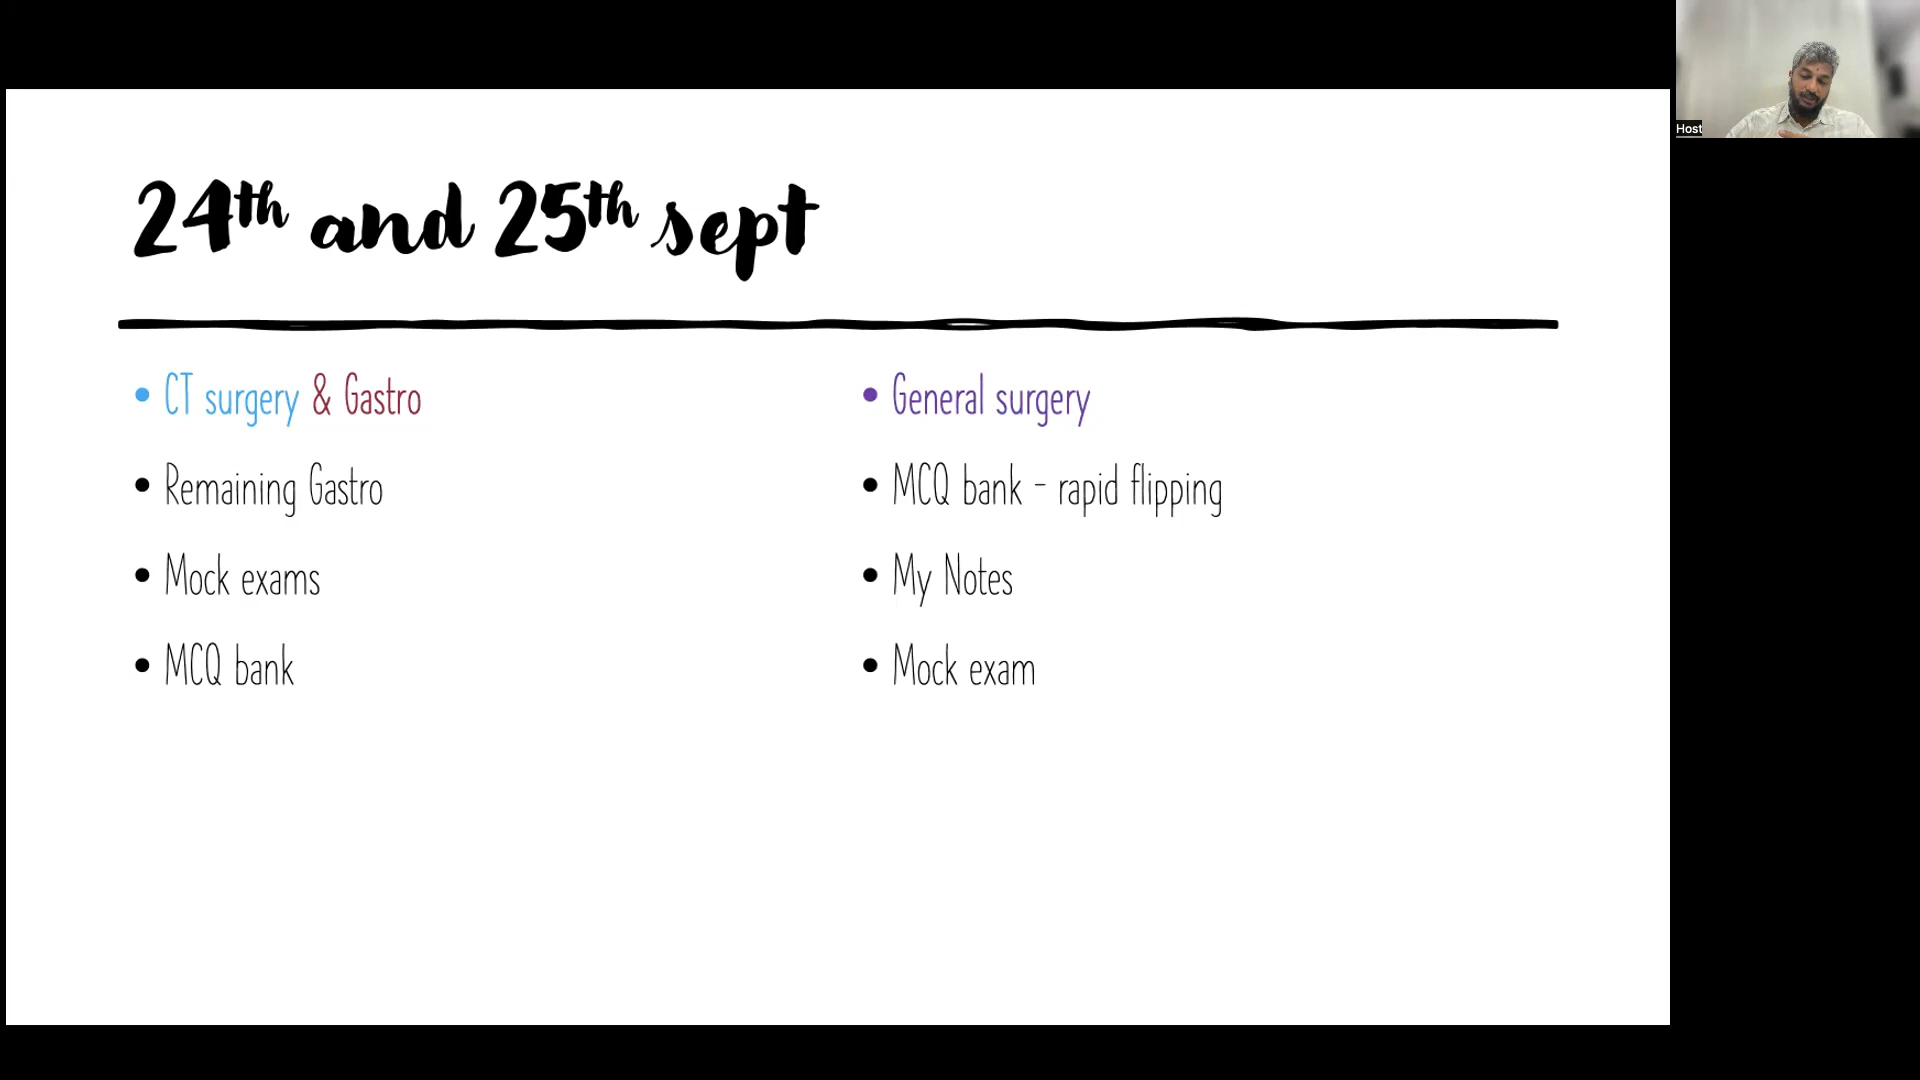 24th and 25th sept
• CT surgery & Gastro
• Remaining Gastro
• Mock exams
• MCQ bank
• General surgery
• MCQ bank - rapid flipping
• My Notes
• Mock exam
Host